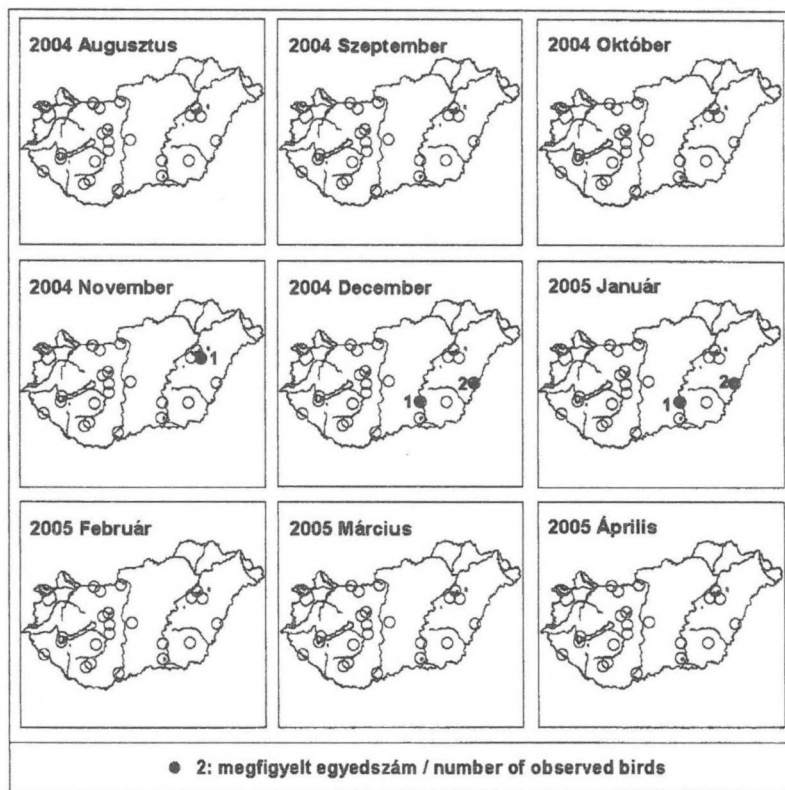 2004 Augusztus
2004 Szeptember
2004 Október
2004 November
1
2004 December
2
1
2005 Január
2
1
2005 Február
2005 Március
2005 Április
● 2: megfigyelt egyedszám / number of observed birds